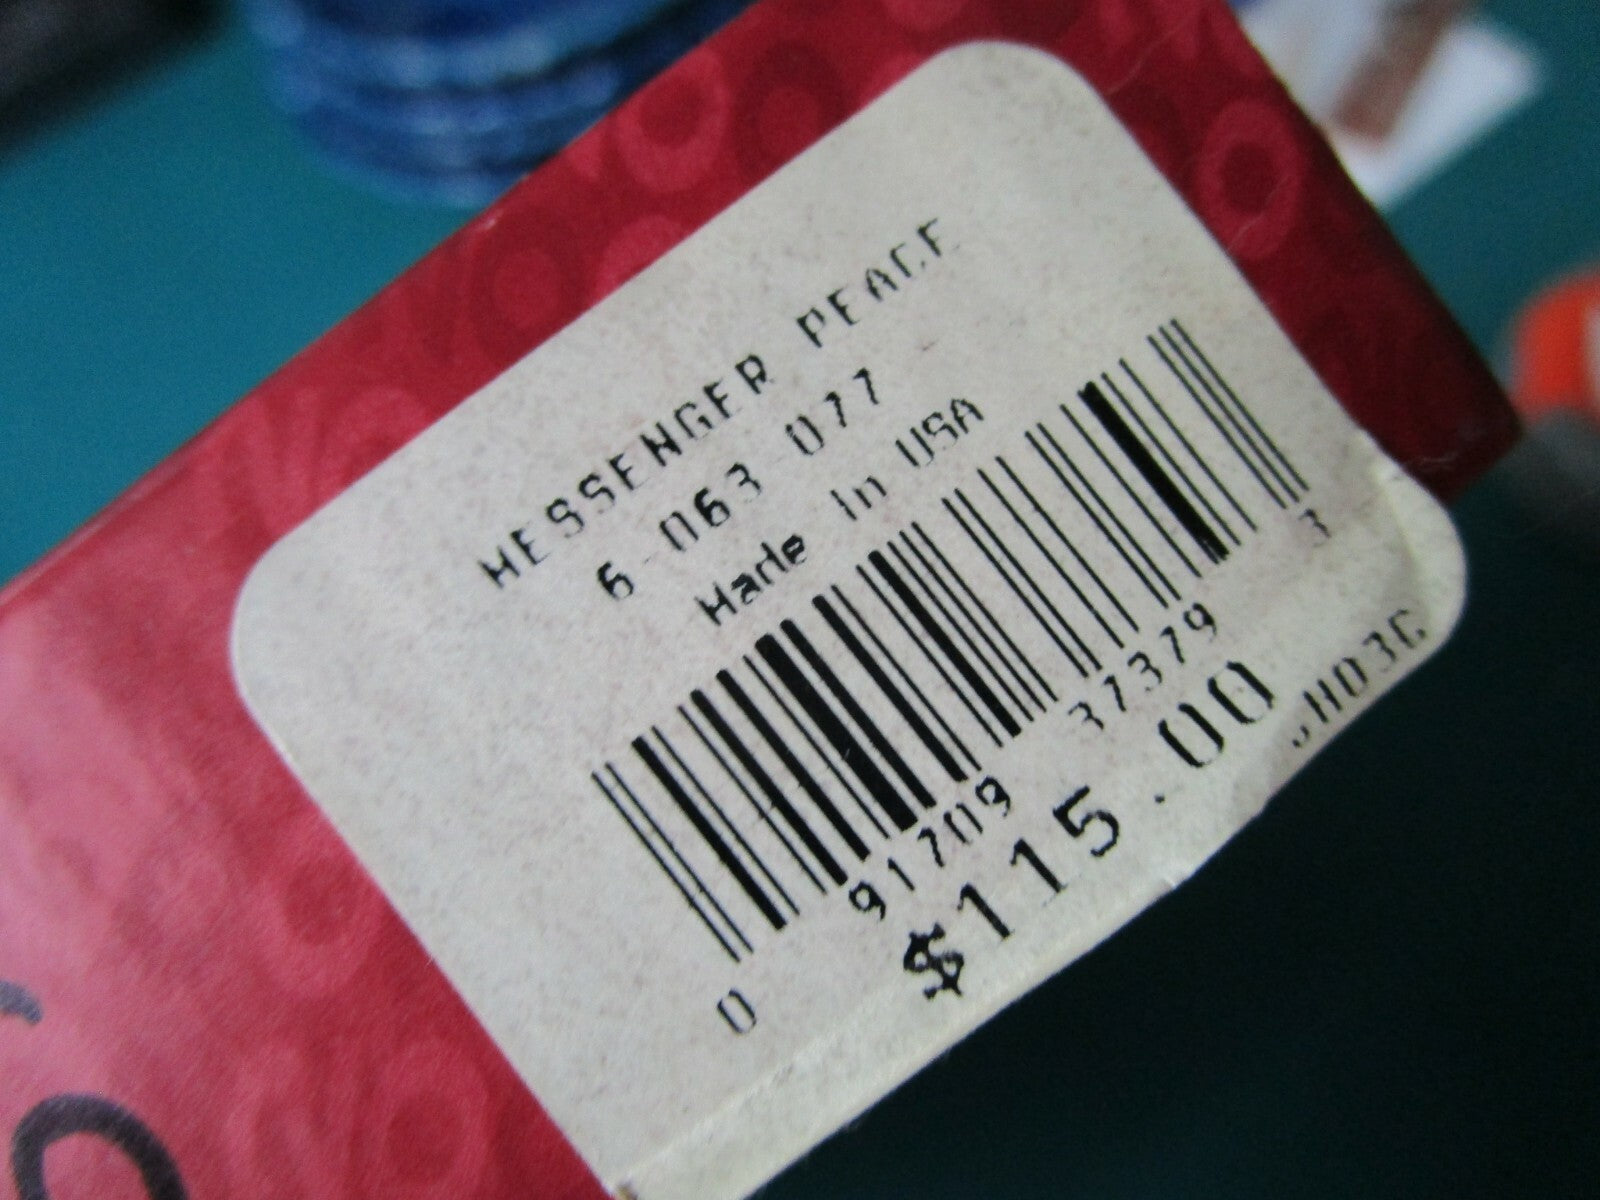 MESSENGER PEACE
6-063-077
Made In USA
0 91709 37379 3
$115.00